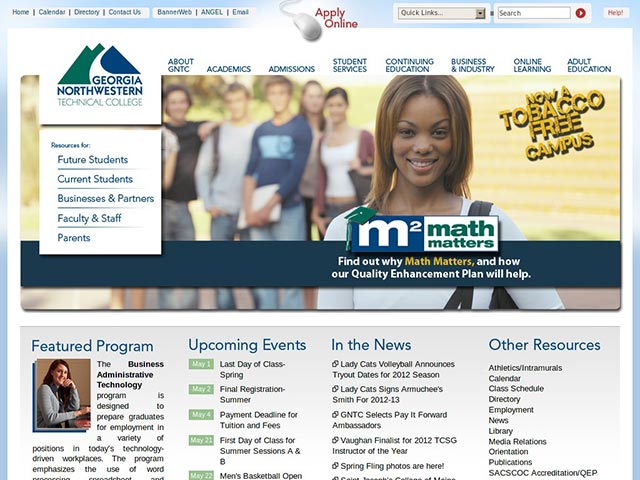 Home | Calendar | Directory | Contact Us
BannerWeb | ANGEL | Email
Apply
Online
Quick Links...
Search
Help!
GEORGIA
NORTHWESTERN
TECHNICAL COLLEGE
ABOUT
GNTC
ACADEMICS
ADMISSIONS
STUDENT
SERVICES
CONTINUING
EDUCATION
BUSINESS
& INDUSTRY
ONLINE
LEARNING
ADULT
EDUCATION
Resources for:
Future Students
Current Students
Businesses & Partners
Faculty & Staff
Parents
NOW A
TOBACCO
FREE
CAMPUS
m2 math
matters
Find out why Math Matters, and how
our Quality Enhancement Plan will help.
Featured Program
The Business
Administrative
Technology
program is
designed to
prepare graduates
for employment in
a variety of
positions in today's technology-
driven workplaces. The program
emphasizes the use of word
processing, spreadsheet, and
Upcoming Events
May 1 Last Day of Class-
Spring
May 2 Final Registration-
Summer
May 4 Payment Deadline for
Tuition and Fees
May 21 First Day of Class for
Summer Sessions A &
B
May 22 Men's Basketball Open
In the News
Lady Cats Volleyball Announces
Tryout Dates for 2012 Season
Lady Cats Signs Armuchee's
Smith For 2012-13
GNTC Selects Pay It Forward
Ambassadors
Vaughan Finalist for 2012 TCSG
Instructor of the Year
Spring Fling photos are here!
Saint Joseph's College of Maine
Other Resources
Athletics/Intramurals
Calendar
Class Schedule
Directory
Employment
News
Library
Media Relations
Orientation
Publications
SACSCOC Accreditation/QEP